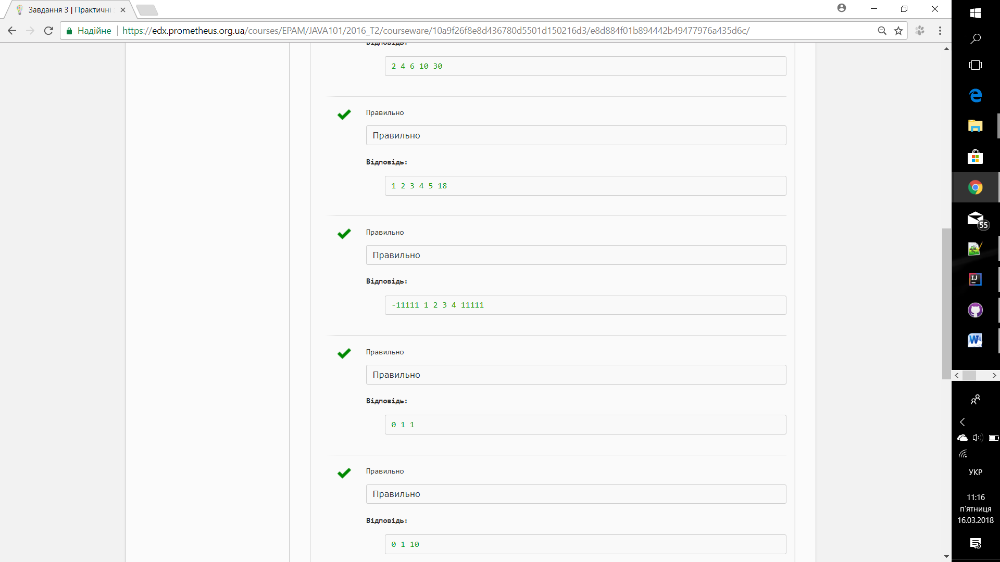 Завдання 3 | Практичні
Надійне
https://edx.prometheus.org.ua/courses/EPAM/JAVA101/2016_T2/courseware/10a9f26f8e8d436780d5501d150216d3/e8d884f01b894442b49477976a435d6c/
Відповідь:
2 4 6 10 30
Правильно
Правильно
Відповідь:
1 2 3 4 5 18
Правильно
Правильно
Відповідь:
-11111 1 2 3 4 11111
Правильно
Правильно
Відповідь:
0 1 1
Правильно
Правильно
Відповідь:
0 1 10
55
IJ
W
УКР
11:16
п'ятниця
16.03.2018